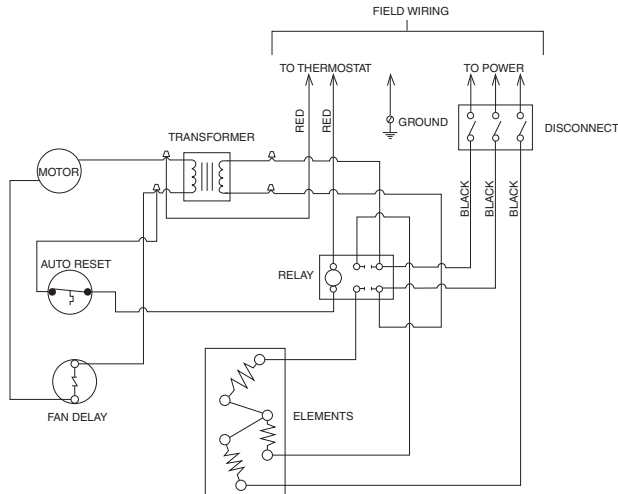 FIELD WIRING
TO THERMOSTAT
TO POWER
RED
RED
GROUND
DISCONNECT
TRANSFORMER
MOTOR
BLACK
BLACK
BLACK
AUTO RESET
RELAY
FAN DELAY
ELEMENTS